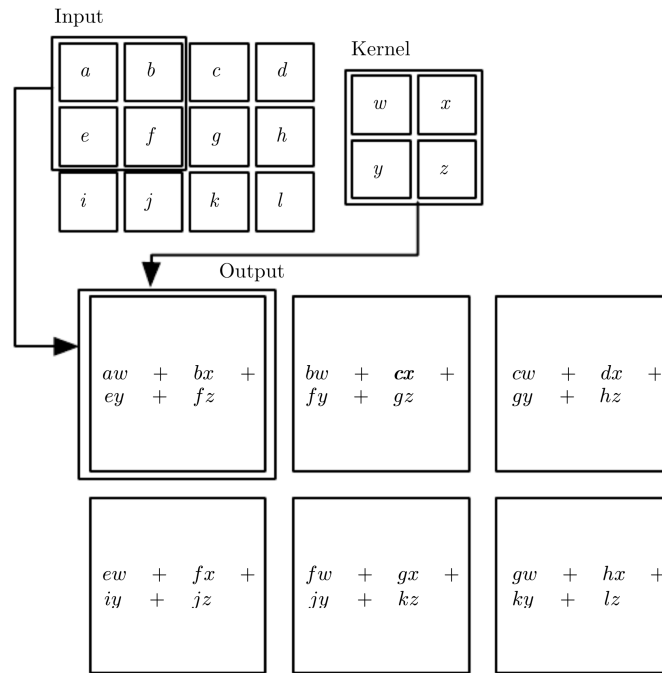 Input
Kernel
a b c d
w x
e f g h
y z
i j k l
Output
aw + bx +
ey + fz
bw + cx +
fy + gz
cw + dx +
gy + hz
ew + fx +
iy + jz
fw + gx +
jy + kz
gw + hx +
ky + lz